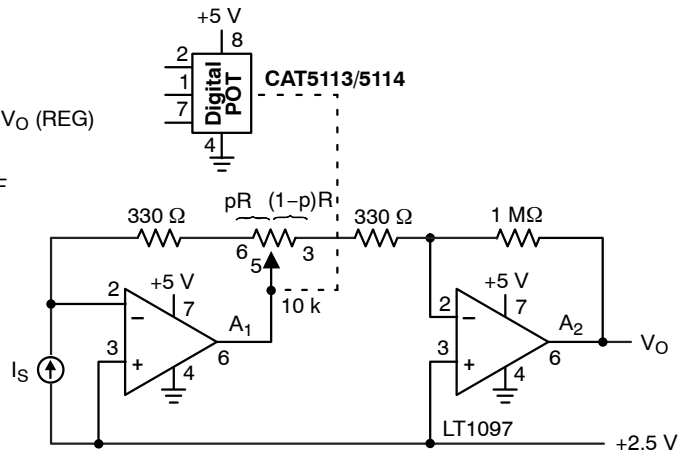 +5 V
8
2
1
7
4
Digital
POT
CAT5113/5114
V_O (REG)
F
pR (1–p)R
330 Ω
6
5
3
330 Ω
1 MΩ
10 k
2
+5 V
7
–
3
+
A₁
6
4
I_S
2
+5 V
7
–
3
+
A₂
6
4
V_O
LT1097
+2.5 V